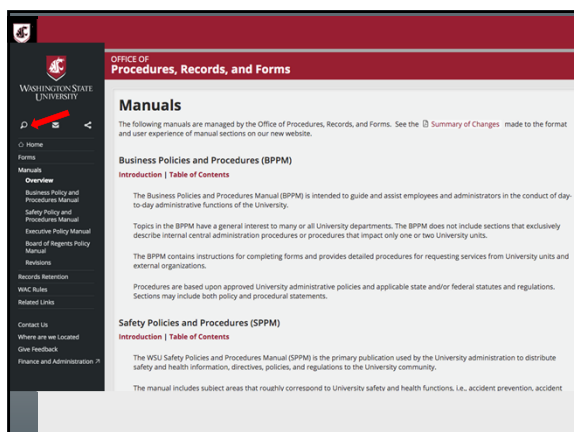 WASHINGTON STATE
UNIVERSITY
Home
Forms
Manuals
Overview
Business Policy and
Procedures Manual
Safety Policy and
Procedures Manual
Executive Policy Manual
Board of Regents Policy
Manual
Revisions
Records Retention
WAC Rules
Related Links
Contact Us
Where are we Located
Give Feedback
Finance and Administration
OFFICE OF
Procedures, Records, and Forms
Manuals
The following manuals are managed by the Office of Procedures, Records, and Forms. See the Summary of Changes made to the format
and user experience of manual sections on our new website.
Business Policies and Procedures (BPPM)
Introduction | Table of Contents
The Business Policies and Procedures Manual (BPPM) is intended to guide and assist employees and administrators in the conduct of day-
to-day administrative functions of the University.
Topics in the BPPM have a general interest to many or all University departments. The BPPM does not include sections that exclusively
describe internal central administration procedures or procedures that impact only one or two University units.
The BPPM contains instructions for completing forms and provides detailed procedures for requesting services from University units and
external organizations.
Procedures are based upon approved University administrative policies and applicable state and/or federal statutes and regulations.
Sections may include both policy and procedural statements.
Safety Policies and Procedures (SPPM)
Introduction | Table of Contents
The WSU Safety Policies and Procedures Manual (SPPM) is the primary publication used by the University administration to distribute
safety and health information, directives, policies, and regulations to the University community.
The manual includes subject areas that roughly correspond to University safety and health functions, i.e., accident prevention, accident